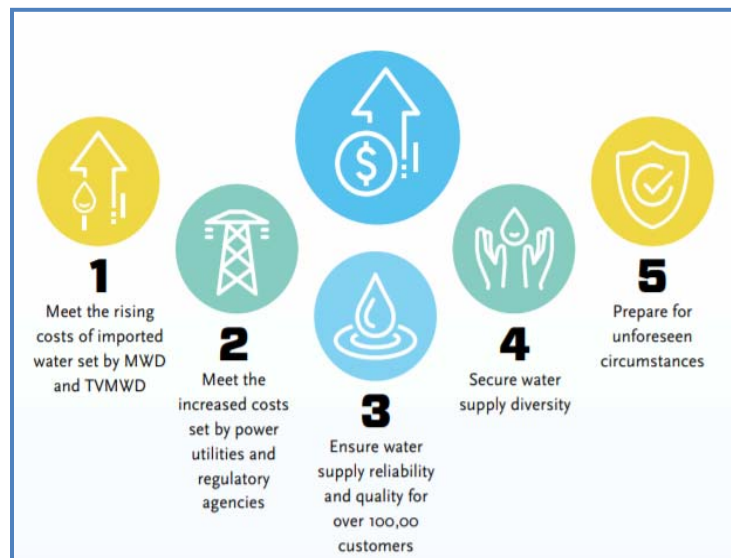 $
1
Meet the rising
costs of imported
water set by MWD
and TVMWD
2
Meet the
increased costs
set by power
utilities and
regulatory
agencies
3
Ensure water
supply reliability
and quality for
over 100,00
customers
4
Secure water
supply diversity
5
Prepare for
unforeseen
circumstances